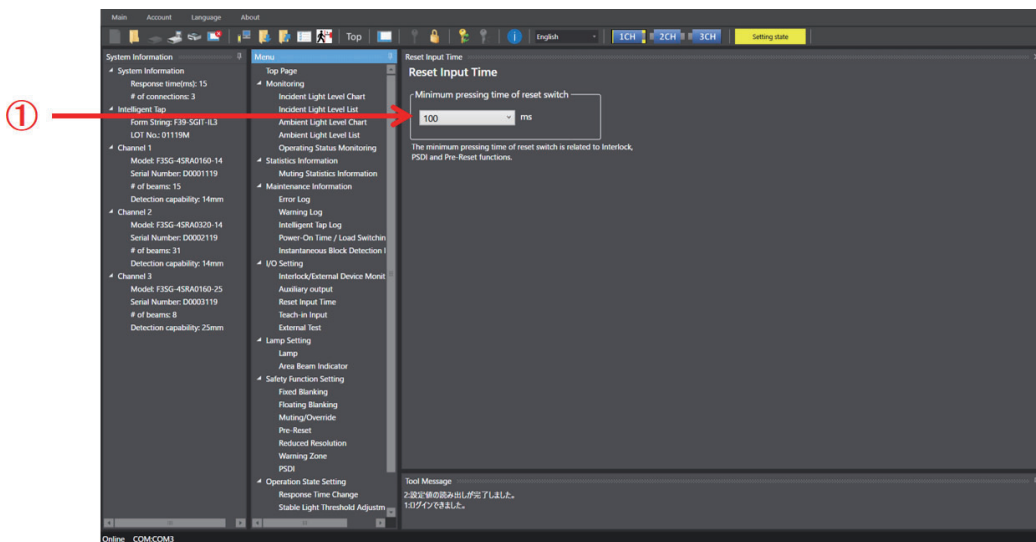 Main Account Language About
Top English 1CH 2CH 3CH Setting state
System Information
System Information
Response time(ms): 15
# of connections: 3
Intelligent Tap
Form String: F39-SGIT-IL3
LOT No.: 01119M
Channel 1
Model: F3SG-4SRA0160-14
Serial Number: D0001119
# of beams: 15
Detection capability: 14mm
Channel 2
Model: F3SG-4SRA0320-14
Serial Number: D0002119
# of beams: 31
Detection capability: 14mm
Channel 3
Model: F3SG-4SRA0160-25
Serial Number: D0003119
# of beams: 8
Detection capability: 25mm
Menu
Top Page
Monitoring
Incident Light Level Chart
Incident Light Level List
Ambient Light Level Chart
Ambient Light Level List
Operating Status Monitoring
Statistics Information
Muting Statistics Information
Maintenance Information
Error Log
Warning Log
Intelligent Tap Log
Power-On Time / Load Switchin
Instantaneous Block Detection I
I/O Setting
Interlock/External Device Monit
Auxiliary output
Reset Input Time
Teach-in Input
External Test
Lamp Setting
Lamp
Area Beam Indicator
Safety Function Setting
Fixed Blanking
Floating Blanking
Muting/Override
Pre-Reset
Reduced Resolution
Warning Zone
PSDI
Operation State Setting
Response Time Change
Stable Light Threshold Adjustm
Reset Input Time
Reset Input Time
Minimum pressing time of reset switch
①
100 ms
The minimum pressing time of reset switch is related to Interlock,
PSDI and Pre-Reset functions.
Tool Message
2:設定値の読み出しが完了しました。
1:ログインできました。
Online COM:COM3